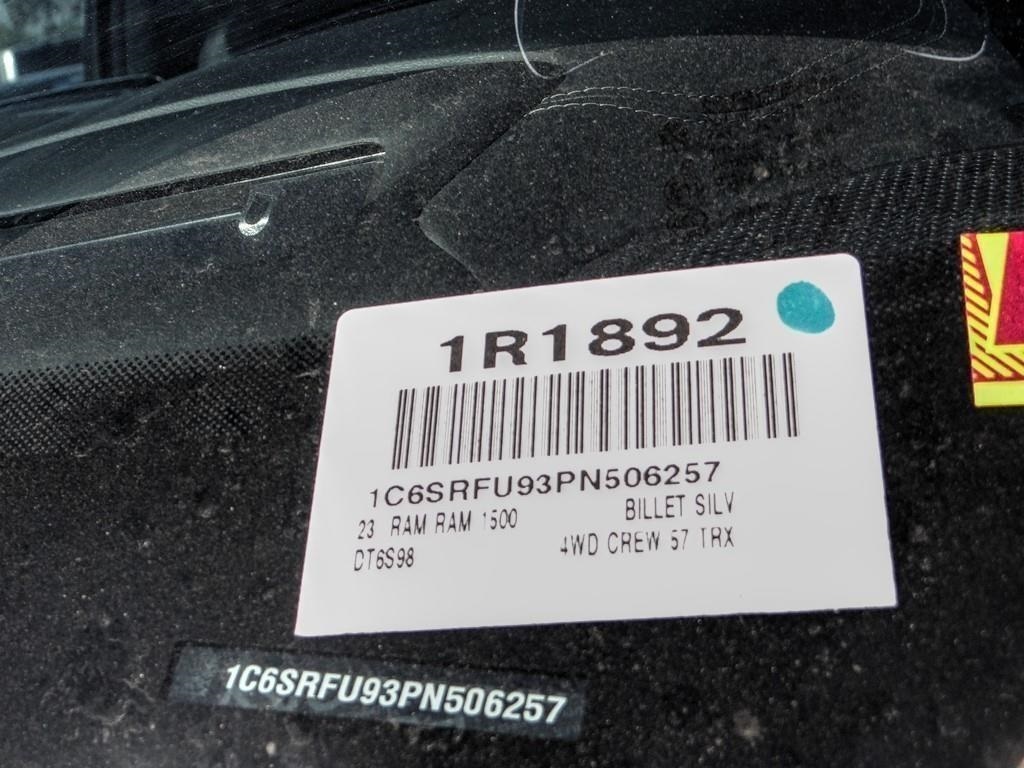 1R1892
1C6SRFU93PN506257
23 RAM RAM 1500 BILLET SILV
DT6S98 4WD CREW 57 TRX
1C6SRFU93PN506257